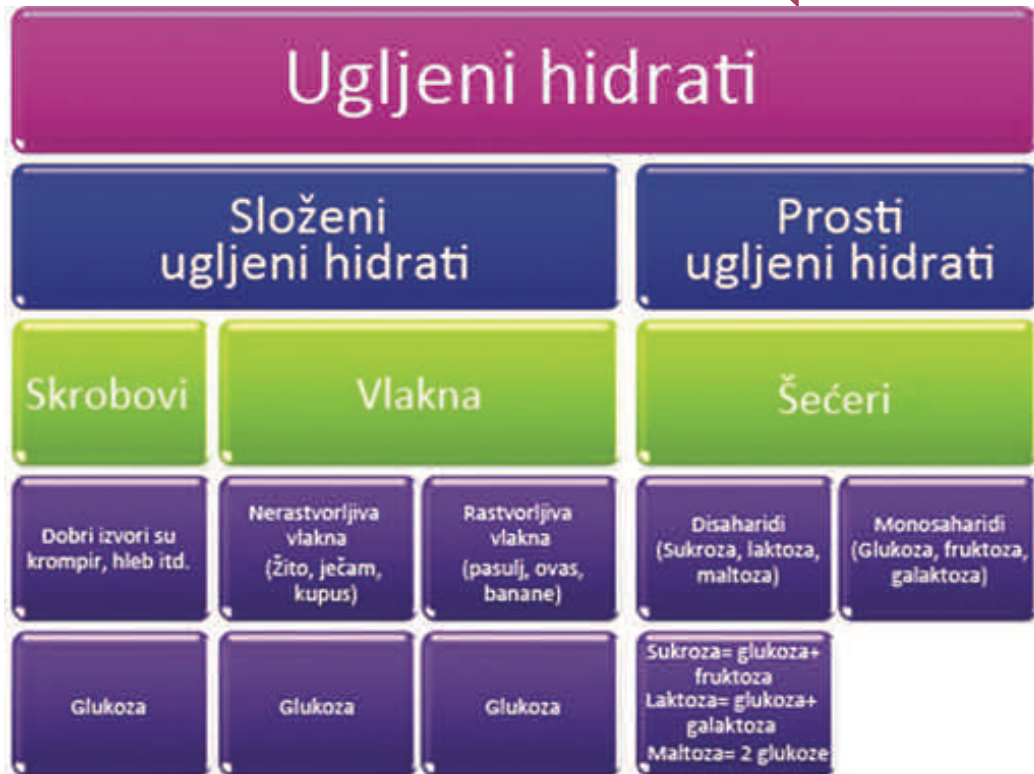 Ugljeni hidrati
Složeni
ugljeni hidrati
Prosti
ugljeni hidrati
Skrobovi
Vlakna
Šećeri
Dobri izvori su
krompir, hleb itd.
Nerastvorljiva
vlakna
(Žito, ječam,
kupus)
Rastvorljiva
vlakna
(pasulj, ovas,
banane)
Disaharidi
(Sukroza, laktoza,
maltoza)
Monosaharidi
(Glukoza, fruktoza,
galaktoza)
Glukoza
Glukoza
Glukoza
Sukroza= glukoza+
fruktoza
Laktoza= glukoza+
galaktoza
Maltoza= 2 glukoze